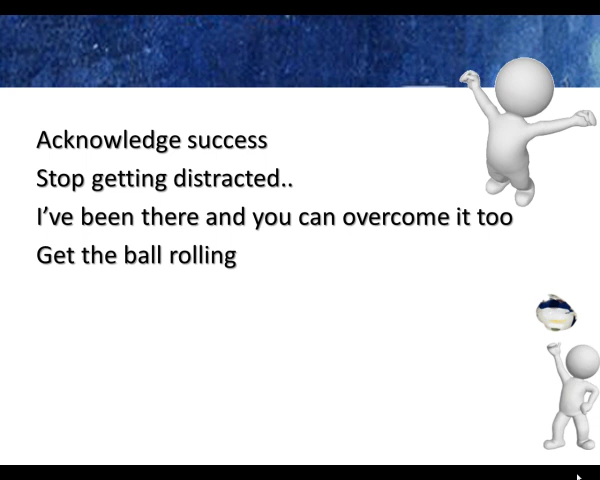 Acknowledge success
Stop getting distracted..
I've been there and you can overcome it too
Get the ball rolling